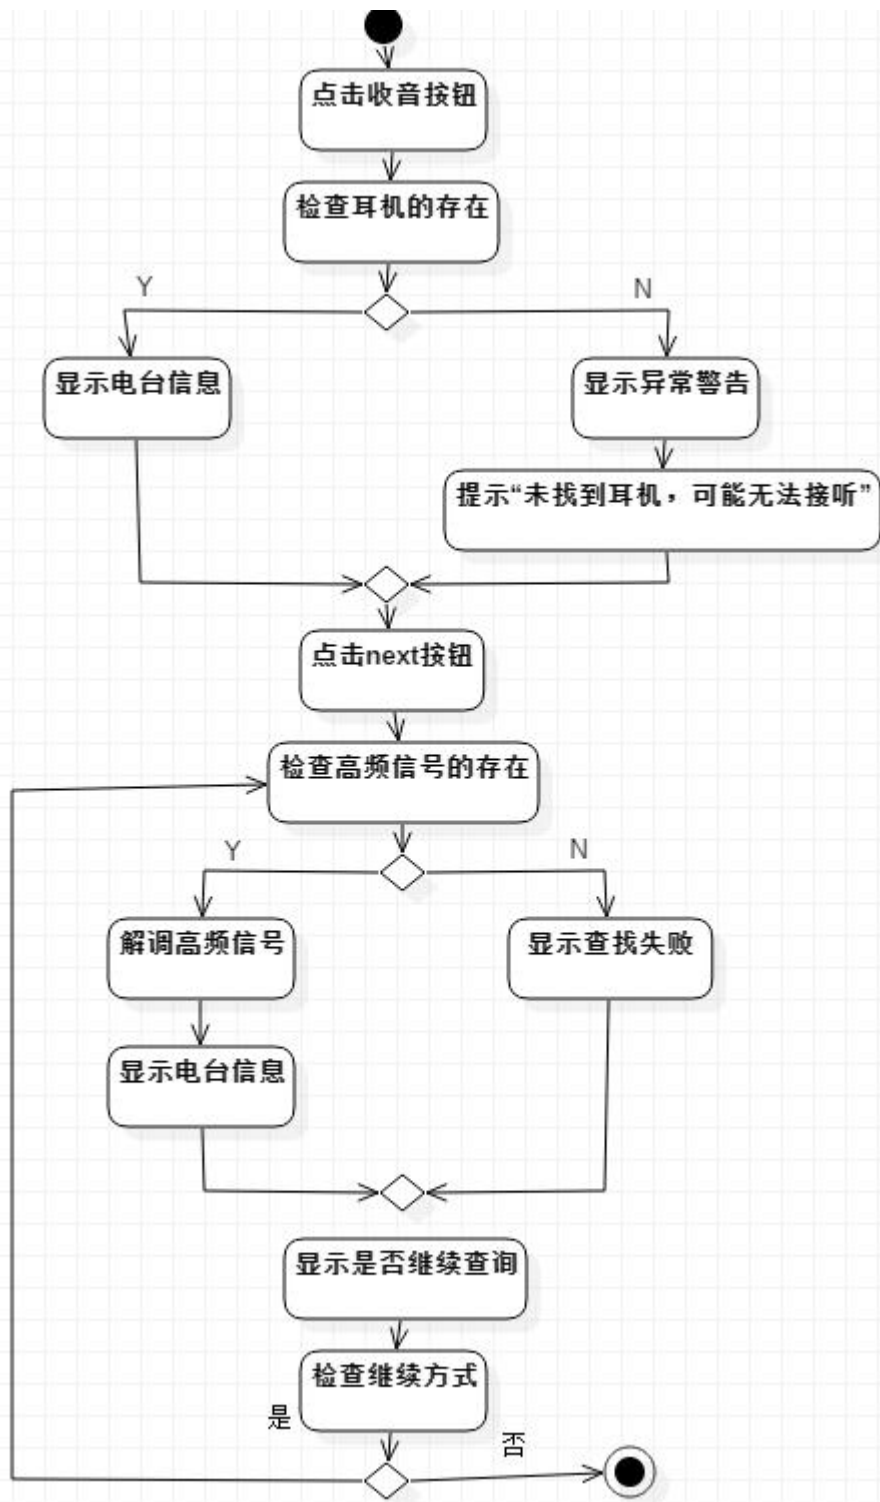 点击收音按钮
检查耳机的存在
Y
N
显示电台信息
显示异常警告
提示“未找到耳机，可能无法接听”
点击next按钮
检查高频信号的存在
Y
N
解调高频信号
显示查找失败
显示电台信息
显示是否继续查询
检查继续方式
是
否